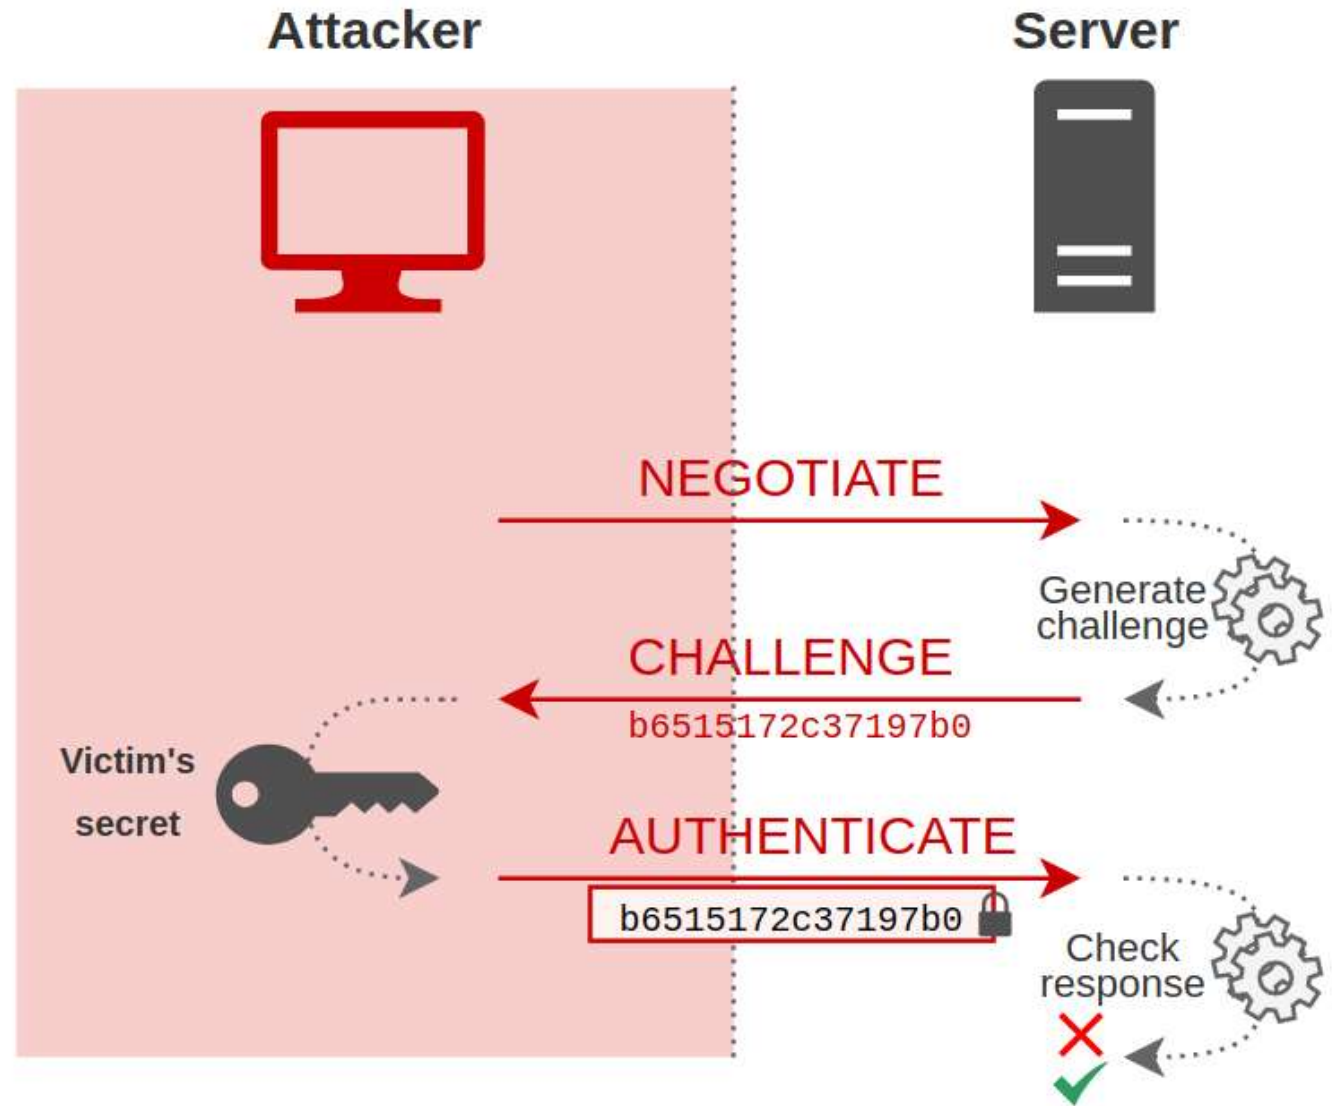 Attacker
Server
NEGOTIATE
Generate
challenge
CHALLENGE
b6515172c37197b0
Victim's
secret
AUTHENTICATE
b6515172c37197b0
Check
response